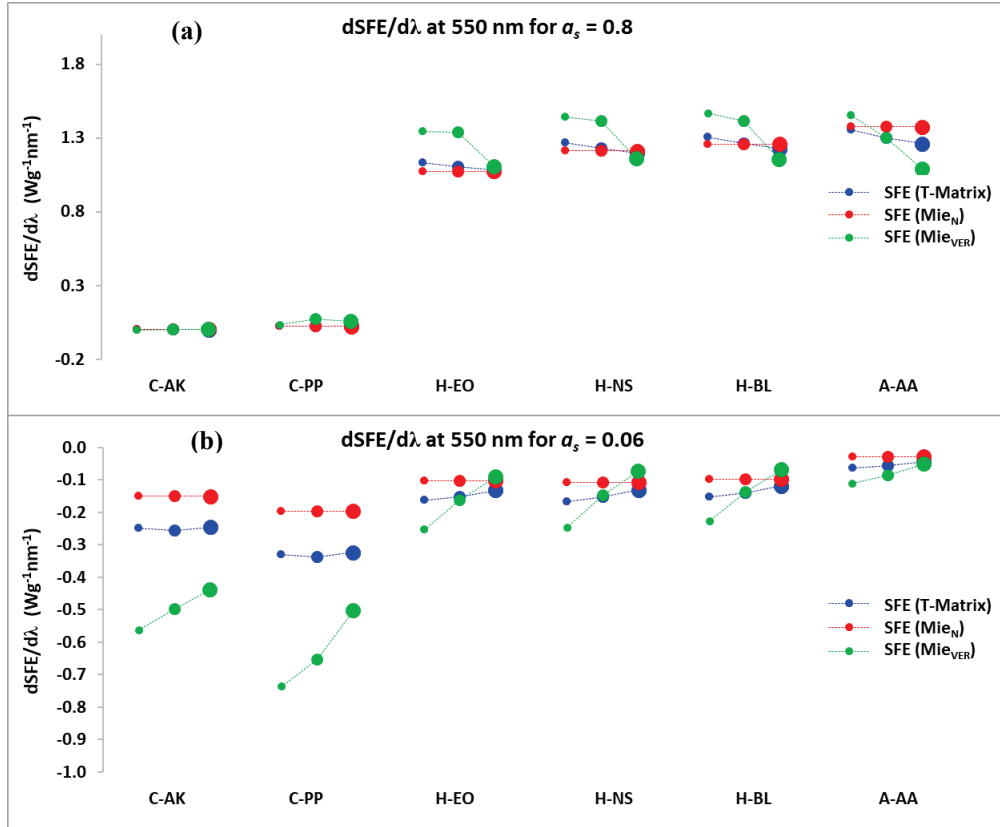 (a)
dSFE/dλ at 550 nm for a_s = 0.8
dSFE/dλ (Wg⁻¹nm⁻¹)
1.8
1.3
0.8
0.3
-0.2
SFE (T-Matrix)
SFE (Mie_N)
SFE (Mie_VER)
C-AK C-PP H-EO H-NS H-BL A-AA
(b)
dSFE/dλ at 550 nm for a_s = 0.06
dSFE/dλ (Wg⁻¹nm⁻¹)
0.0
-0.1
-0.2
-0.3
-0.4
-0.5
-0.6
-0.7
-0.8
-0.9
-1.0
SFE (T-Matrix)
SFE (Mie_N)
SFE (Mie_VER)
C-AK C-PP H-EO H-NS H-BL A-AA